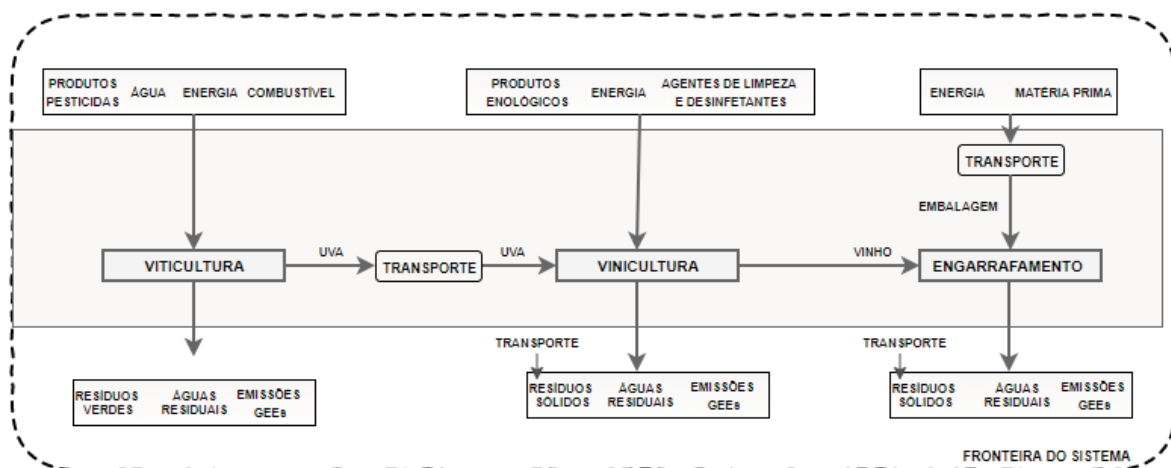 PRODUTOS
PESTICIDAS
ÁGUA
ENERGIA
COMBUSTÍVEL
PRODUTOS
ENOLÓGICOS
ENERGIA
AGENTES DE LIMPEZA
E DESINFETANTES
ENERGIA
MATÉRIA PRIMA
TRANSPORTE
EMBALAGEM
VITICULTURA
UVA
TRANSPORTE
UVA
VINICULTURA
VINHO
ENGARRAFAMENTO
RESÍDUOS
VERDES
ÁGUAS
RESIDUAIS
EMISSÕES
GEEs
TRANSPORTE
RESÍDUOS
SÓLIDOS
ÁGUAS
RESIDUAIS
EMISSÕES
GEEs
TRANSPORTE
RESÍDUOS
SÓLIDOS
ÁGUAS
RESIDUAIS
EMISSÕES
GEEs
FRONTEIRA DO SISTEMA